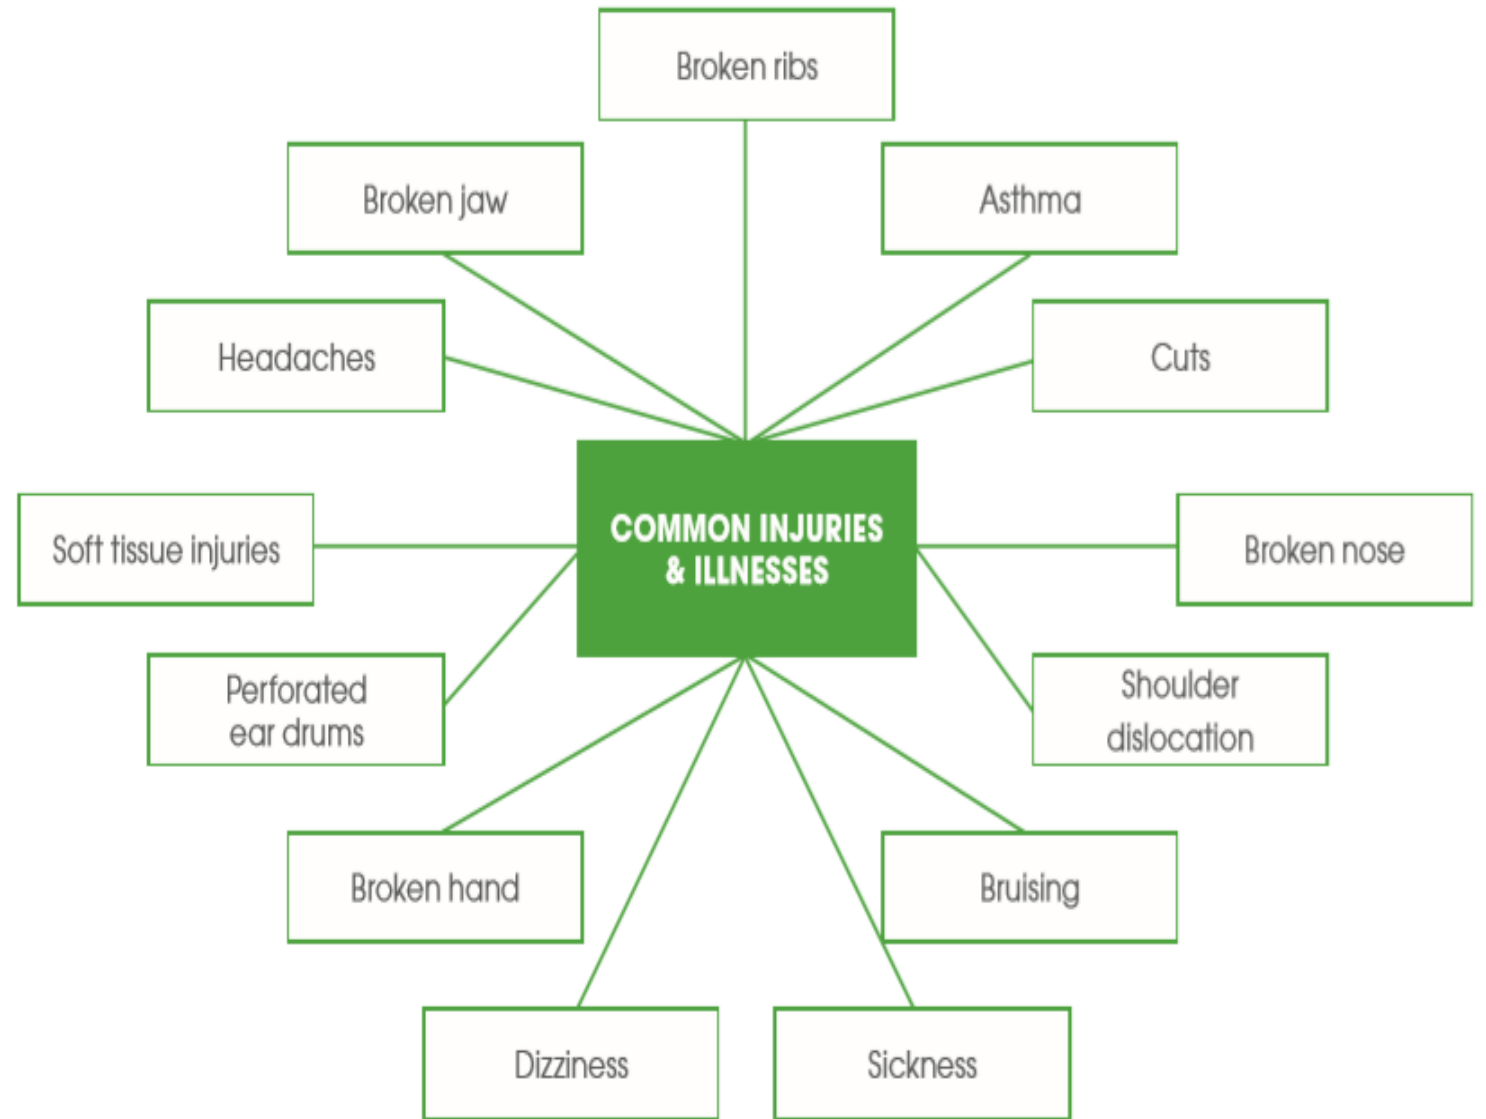 Broken ribs
Broken jaw
Asthma
Headaches
Cuts
COMMON INJURIES
& ILLNESSES
Soft tissue injuries
Broken nose
Perforated
ear drums
Shoulder
dislocation
Broken hand
Bruising
Dizziness
Sickness